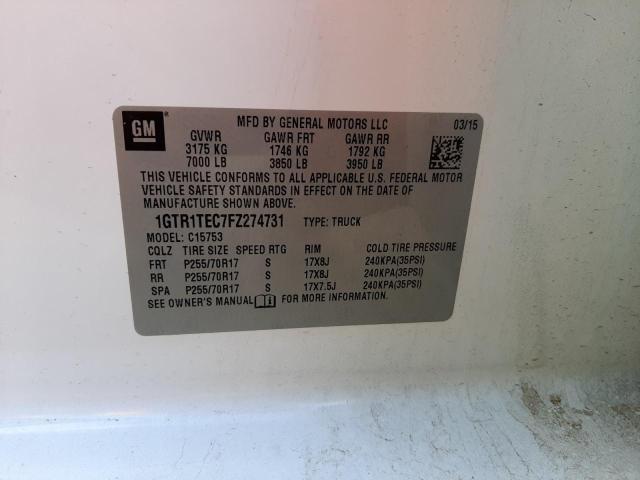 GM
MFD BY GENERAL MOTORS LLC 03/15
GVWR GAWR FRT GAWR RR
3175 KG 1746 KG 1792 KG
7000 LB 3850 LB 3950 LB
THIS VEHICLE CONFORMS TO ALL APPLICABLE U.S. FEDERAL MOTOR
VEHICLE SAFETY STANDARDS IN EFFECT ON THE DATE OF
MANUFACTURE SHOWN ABOVE.
1GTR1TEC7FZ274731 TYPE: TRUCK
MODEL: C15753
CQLZ TIRE SIZE SPEED RTG RIM COLD TIRE PRESSURE
FRT P255/70R17 S 17X8J 240KPA(35PSI)
RR P255/70R17 S 17X8J 240KPA(35PSI)
SPA P255/70R17 S 17X7.5J 240KPA(35PSI)
SEE OWNER'S MANUAL FOR MORE INFORMATION.